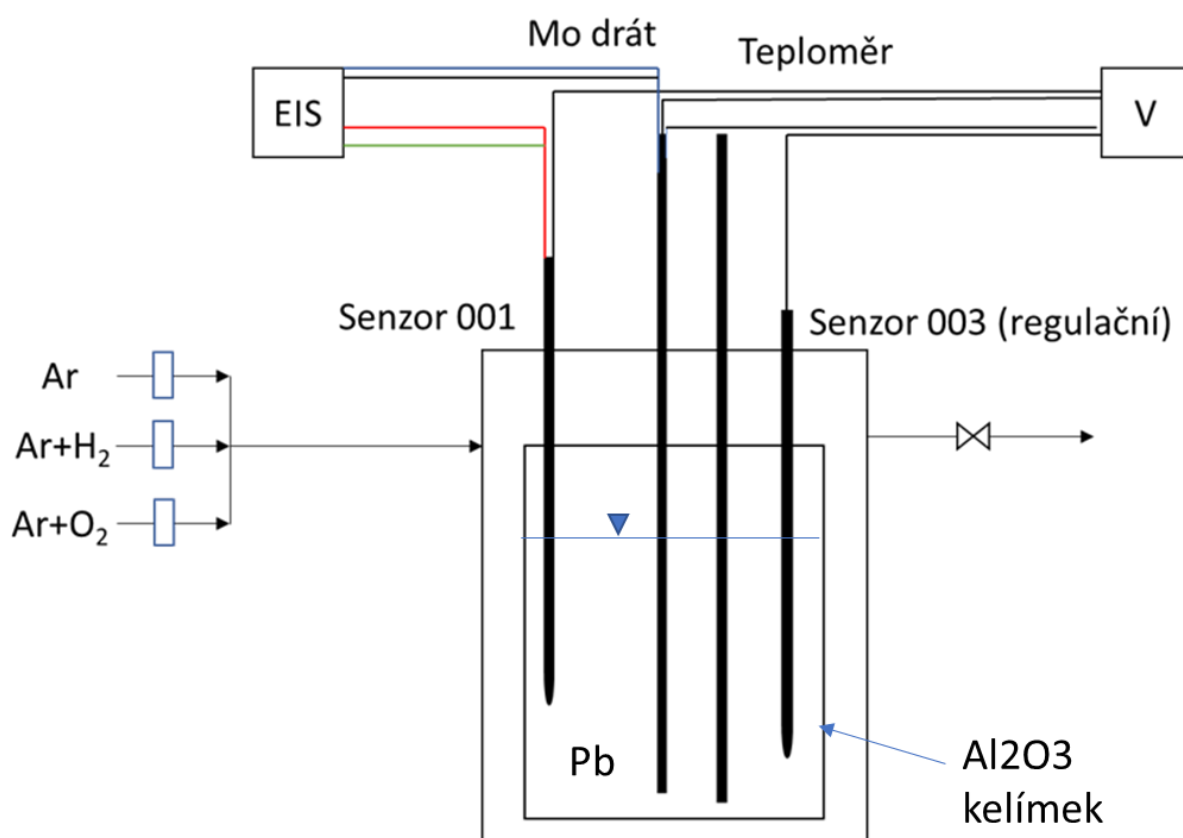 Mo drát
Teploměr
EIS
V
Senzor 001
Senzor 003 (regulační)
Ar
Ar+H₂
Ar+O₂
Pb
Al2O3
kelímek